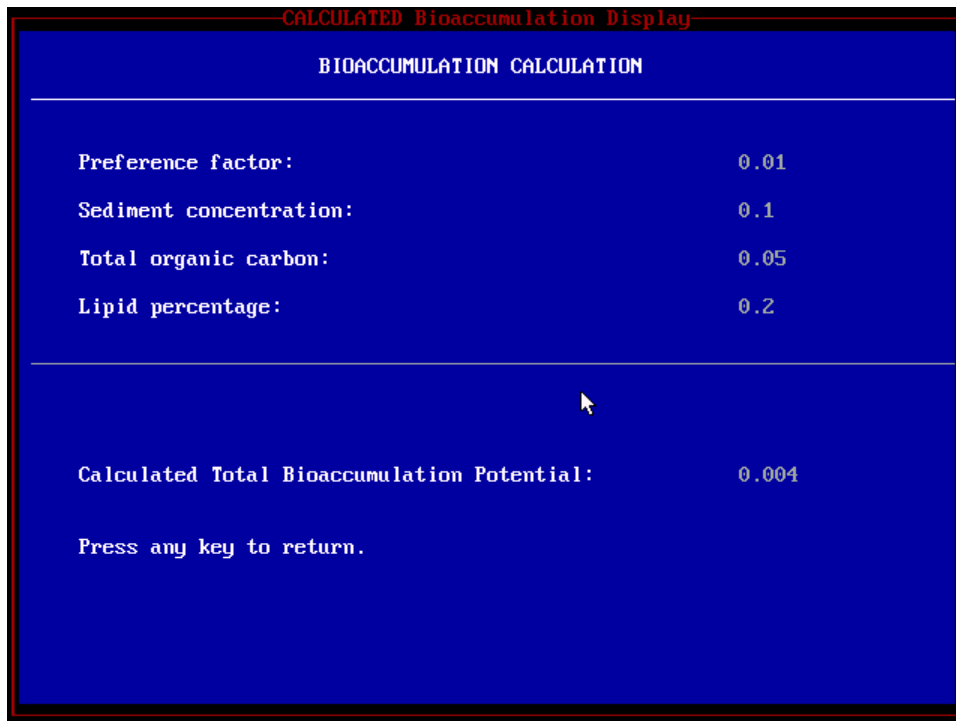 CALCULATED Bioaccumulation Display
BIOACCUMULATION CALCULATION
Preference factor: 0.01
Sediment concentration: 0.1
Total organic carbon: 0.05
Lipid percentage: 0.2
Calculated Total Bioaccumulation Potential: 0.004
Press any key to return.